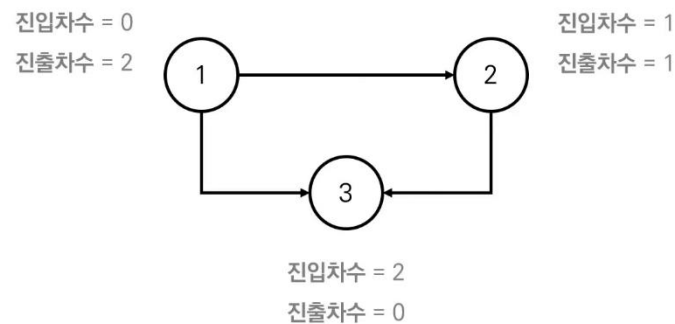 진입차수 = 0
진출차수 = 2
1
2
진입차수 = 1
진출차수 = 1
3
진입차수 = 2
진출차수 = 0